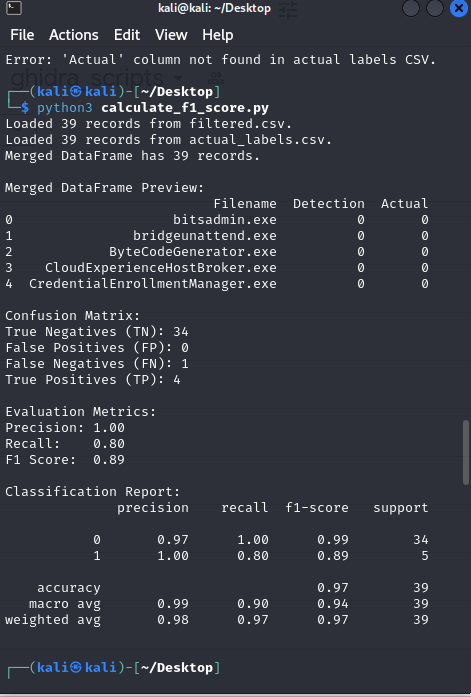 kali@kali: ~/Desktop
File Actions Edit View Help
Error: 'Actual' column not found in actual labels CSV.
ghidra_scripts
┌──(kali㉿kali)-[~/Desktop]
└─$ python3 calculate_f1_score.py
Loaded 39 records from filtered.csv.
Loaded 39 records from actual_labels.csv.
Merged DataFrame has 39 records.
Merged DataFrame Preview:
Filename Detection Actual
0 bitsadmin.exe 0 0
1 bridgeunattend.exe 0 0
2 ByteCodeGenerator.exe 0 0
3 CloudExperienceHostBroker.exe 0 0
4 CredentialEnrollmentManager.exe 0 0
Confusion Matrix:
True Negatives (TN): 34
False Positives (FP): 0
False Negatives (FN): 1
True Positives (TP): 4
Evaluation Metrics:
Precision: 1.00
Recall: 0.80
F1 Score: 0.89
Classification Report:
precision recall f1-score support
0 0.97 1.00 0.99 34
1 1.00 0.80 0.89 5
accuracy 0.97 39
macro avg 0.99 0.90 0.94 39
weighted avg 0.98 0.97 0.97 39
┌──(kali㉿kali)-[~/Desktop]